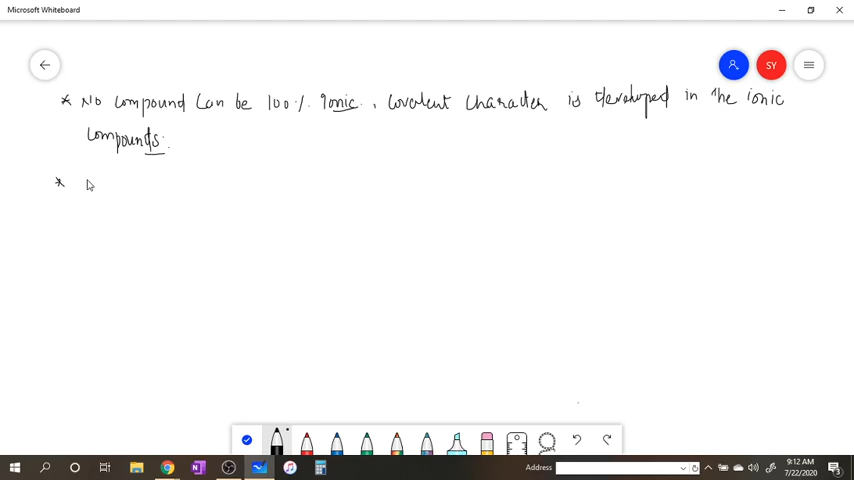 Microsoft Whiteboard
SY
* No compound can be 100% Ionic, covalent character is developed in the ionic
compounds.
*
Address
9:12 AM
7/22/2020